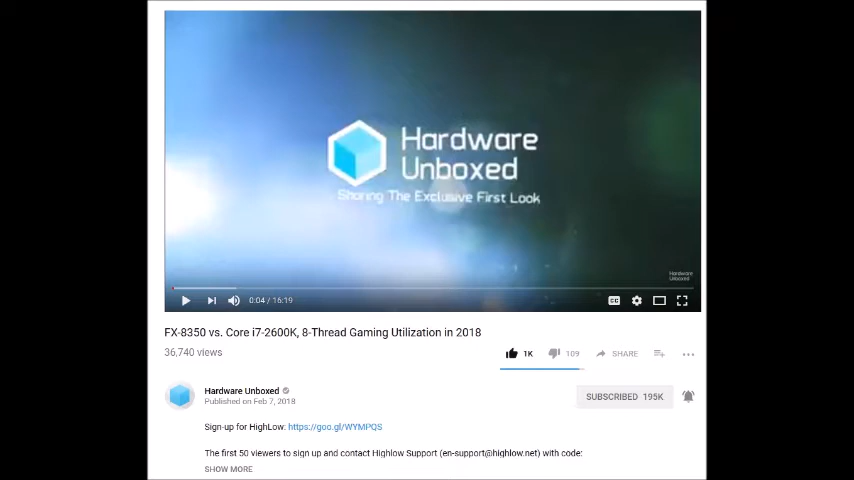 Hardware
Unboxed
Sharing The Exclusive First Look
Hardware
Unboxed
0:04 / 16:19
CC
FX-8350 vs. Core i7-2600K, 8-Thread Gaming Utilization in 2018
36,740 views
1K 109 SHARE
Hardware Unboxed
Published on Feb 7, 2018
SUBSCRIBED 195K
Sign-up for HighLow: https://goo.gl/WYMPQS
The first 50 viewers to sign up and contact Highlow Support (en-support@highlow.net) with code:
SHOW MORE